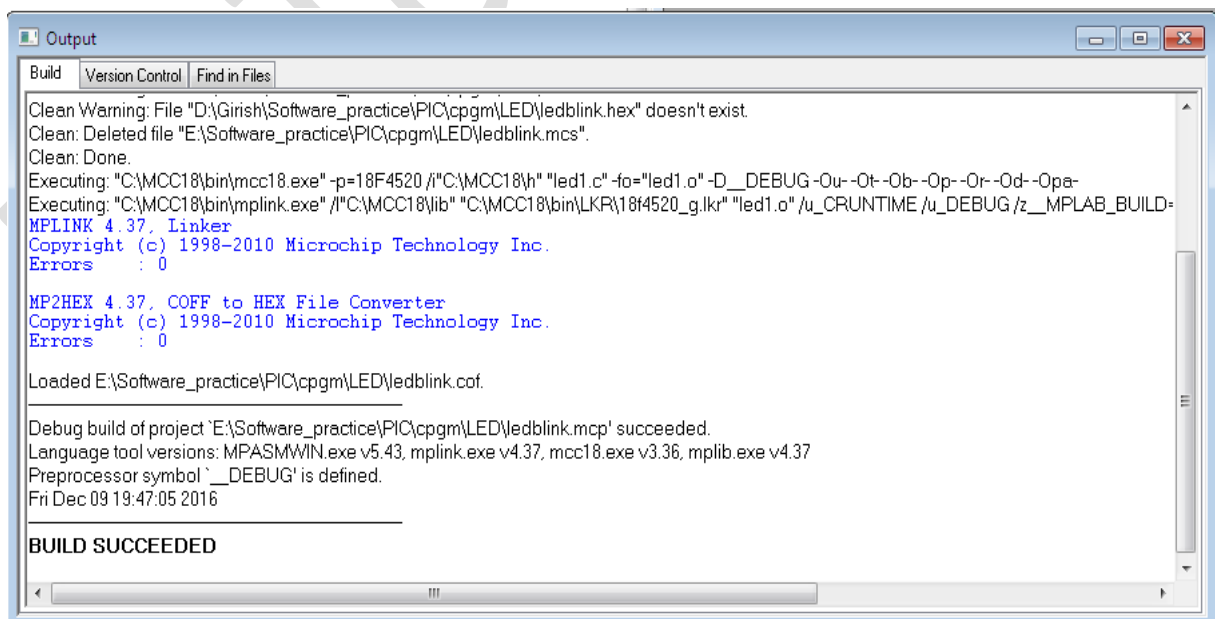 Output
Build Version Control Find in Files
Clean Warning: File "D:\Girish\Software_practice\PIC\cpgm\LED\ledblink.hex" doesn't exist.
Clean: Deleted file "E:\Software_practice\PIC\cpgm\LED\ledblink.mcs".
Clean: Done.
Executing: "C:\MCC18\bin\mcc18.exe" -p=18F4520 /i"C:\MCC18\h" "led1.c" -fo="led1.o" -D__DEBUG -Ou- -Ot- -Ob- -Op- -Or- -Od- -Opa-
Executing: "C:\MCC18\bin\mplink.exe" /l"C:\MCC18\lib" "C:\MCC18\bin\LKR\18f4520_g.lkr" "led1.o" /u_CRUNTIME /u_DEBUG /z__MPLAB_BUILD=
MPLINK 4.37, Linker
Copyright (c) 1998-2010 Microchip Technology Inc.
Errors : 0
MP2HEX 4.37, COFF to HEX File Converter
Copyright (c) 1998-2010 Microchip Technology Inc.
Errors : 0
Loaded E:\Software_practice\PIC\cpgm\LED\ledblink.cof.
Debug build of project `E:\Software_practice\PIC\cpgm\LED\ledblink.mcp' succeeded.
Language tool versions: MPASMWIN.exe v5.43, mplink.exe v4.37, mcc18.exe v3.36, mplib.exe v4.37
Preprocessor symbol `__DEBUG' is defined.
Fri Dec 09 19:47:05 2016
BUILD SUCCEEDED